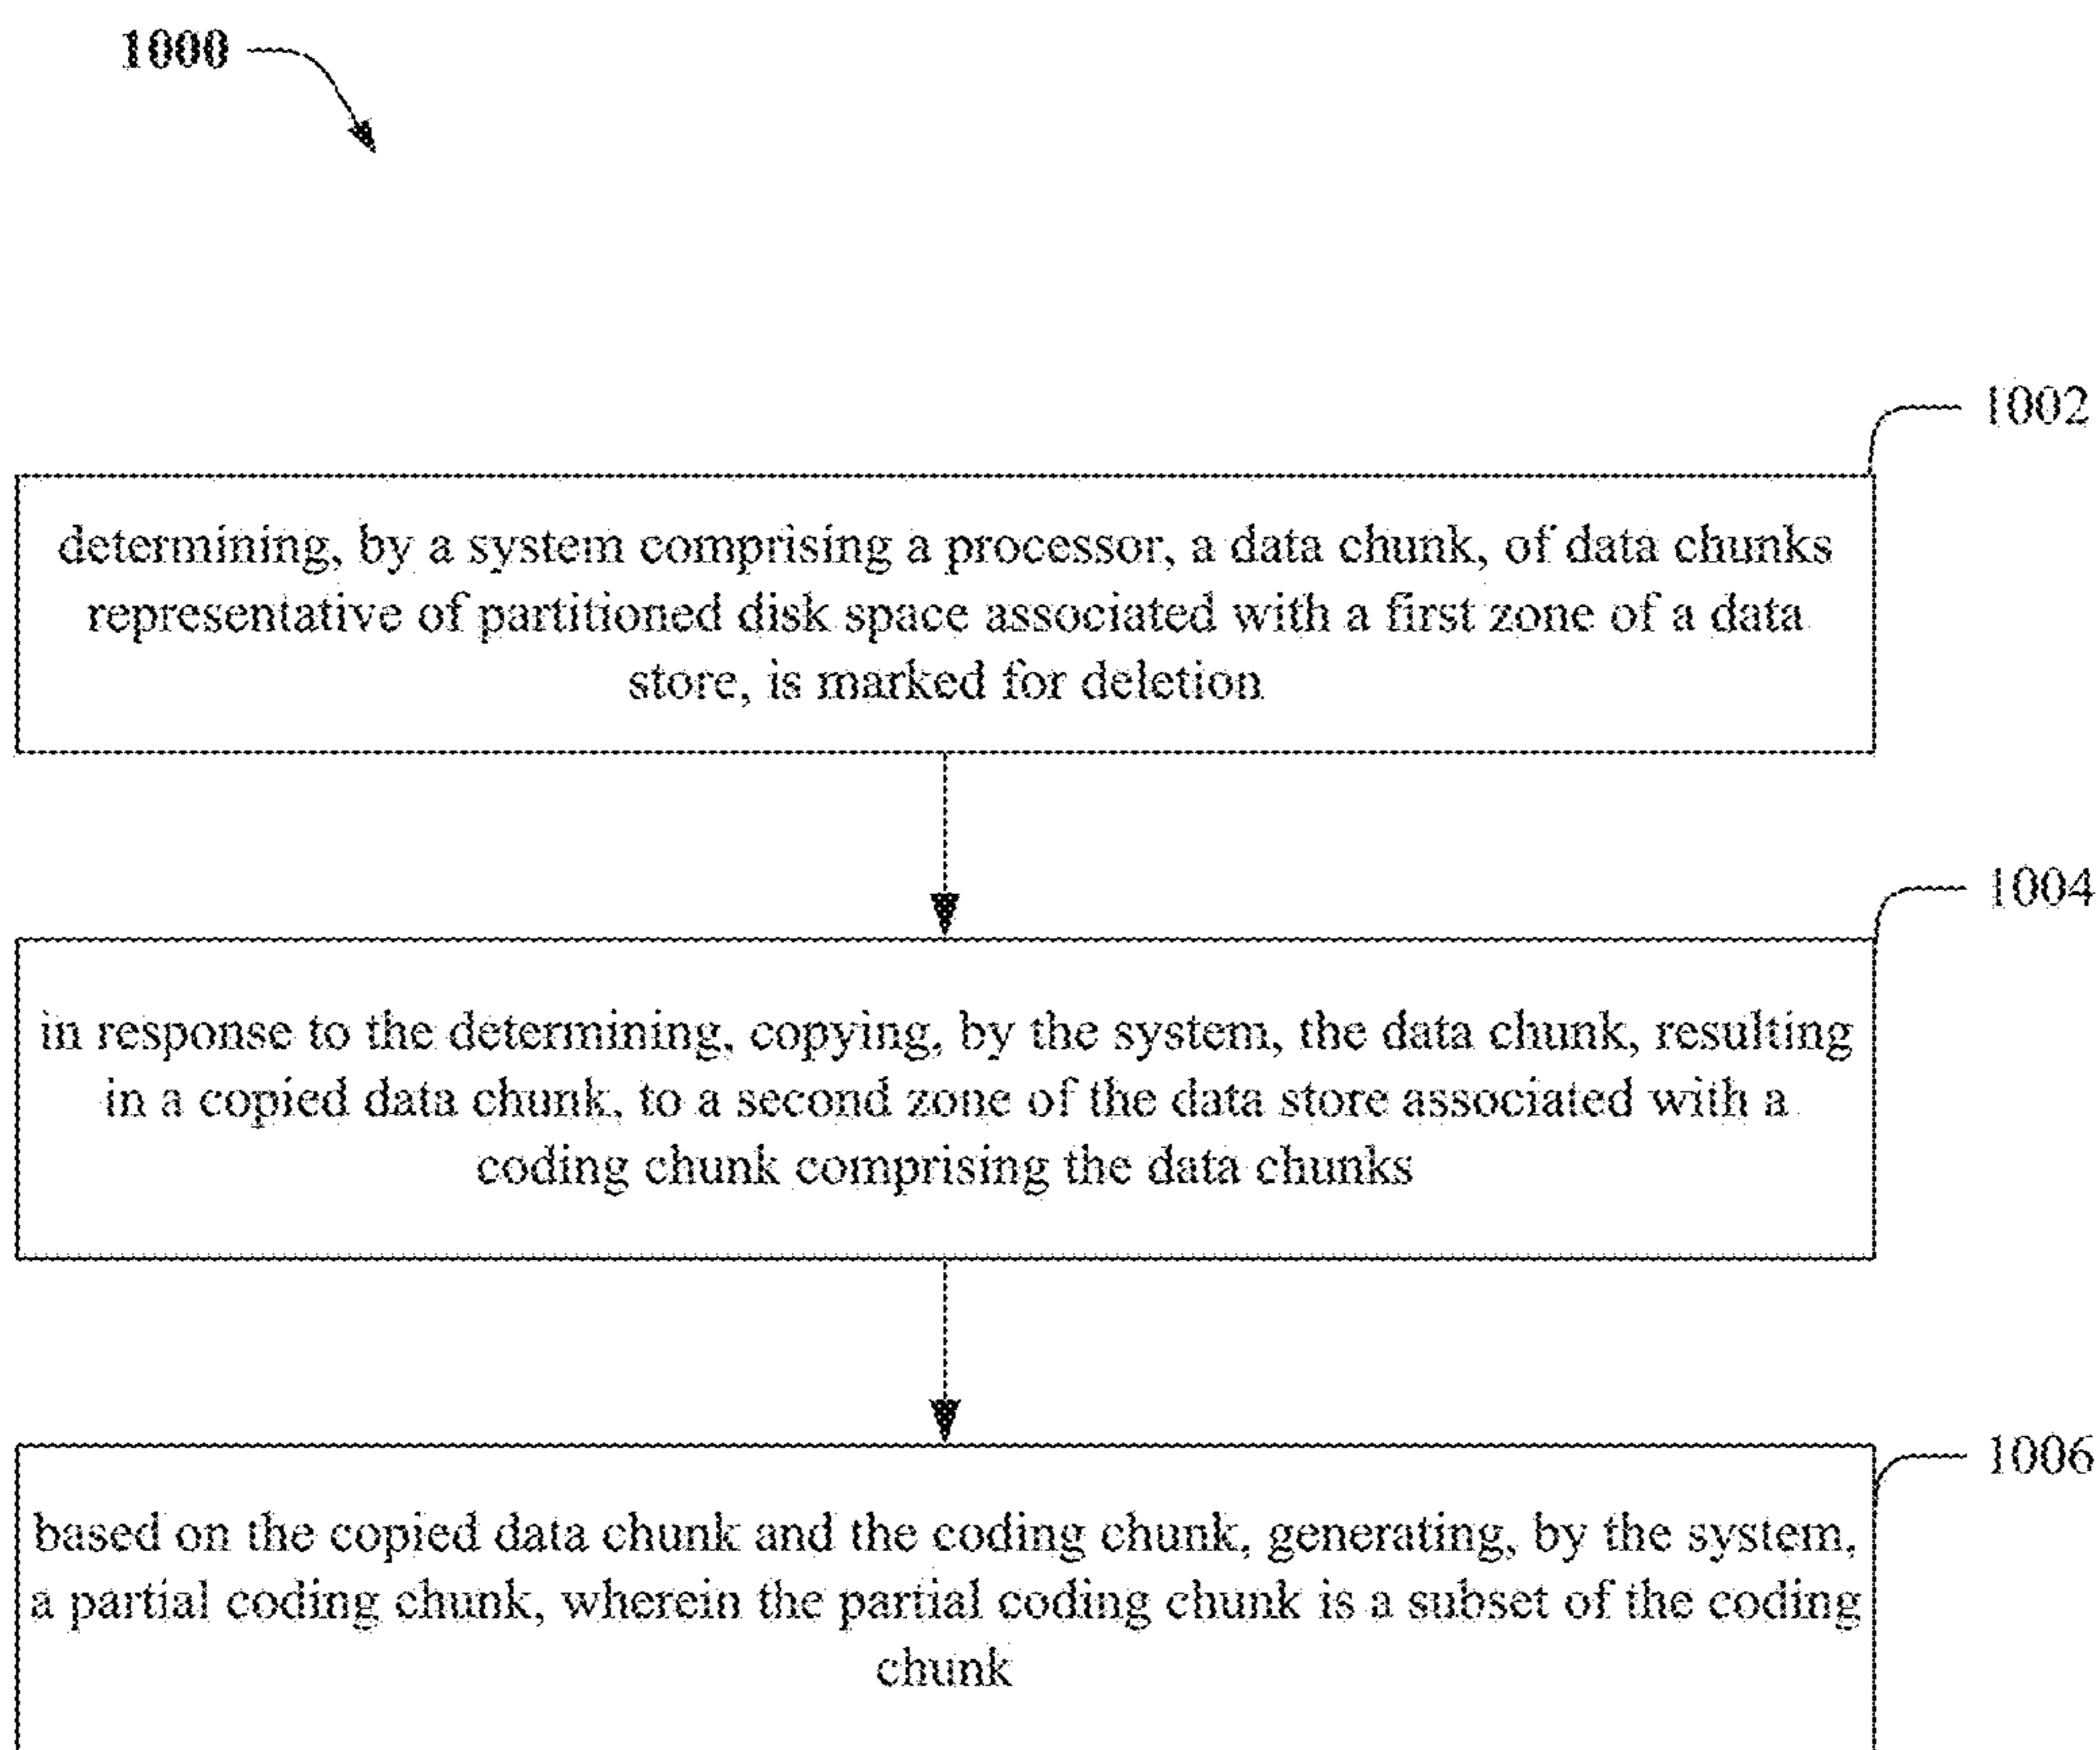 1000
1002
determining, by a system comprising a processor, a data chunk, of data chunks
representative of partitioned disk space associated with a first zone of a data
store, is marked for deletion
1004
in response to the determining, copying, by the system, the data chunk, resulting
in a copied data chunk, to a second zone of the data store associated with a
coding chunk comprising the data chunks
1006
based on the copied data chunk and the coding chunk, generating, by the system,
a partial coding chunk, wherein the partial coding chunk is a subset of the coding
chunk